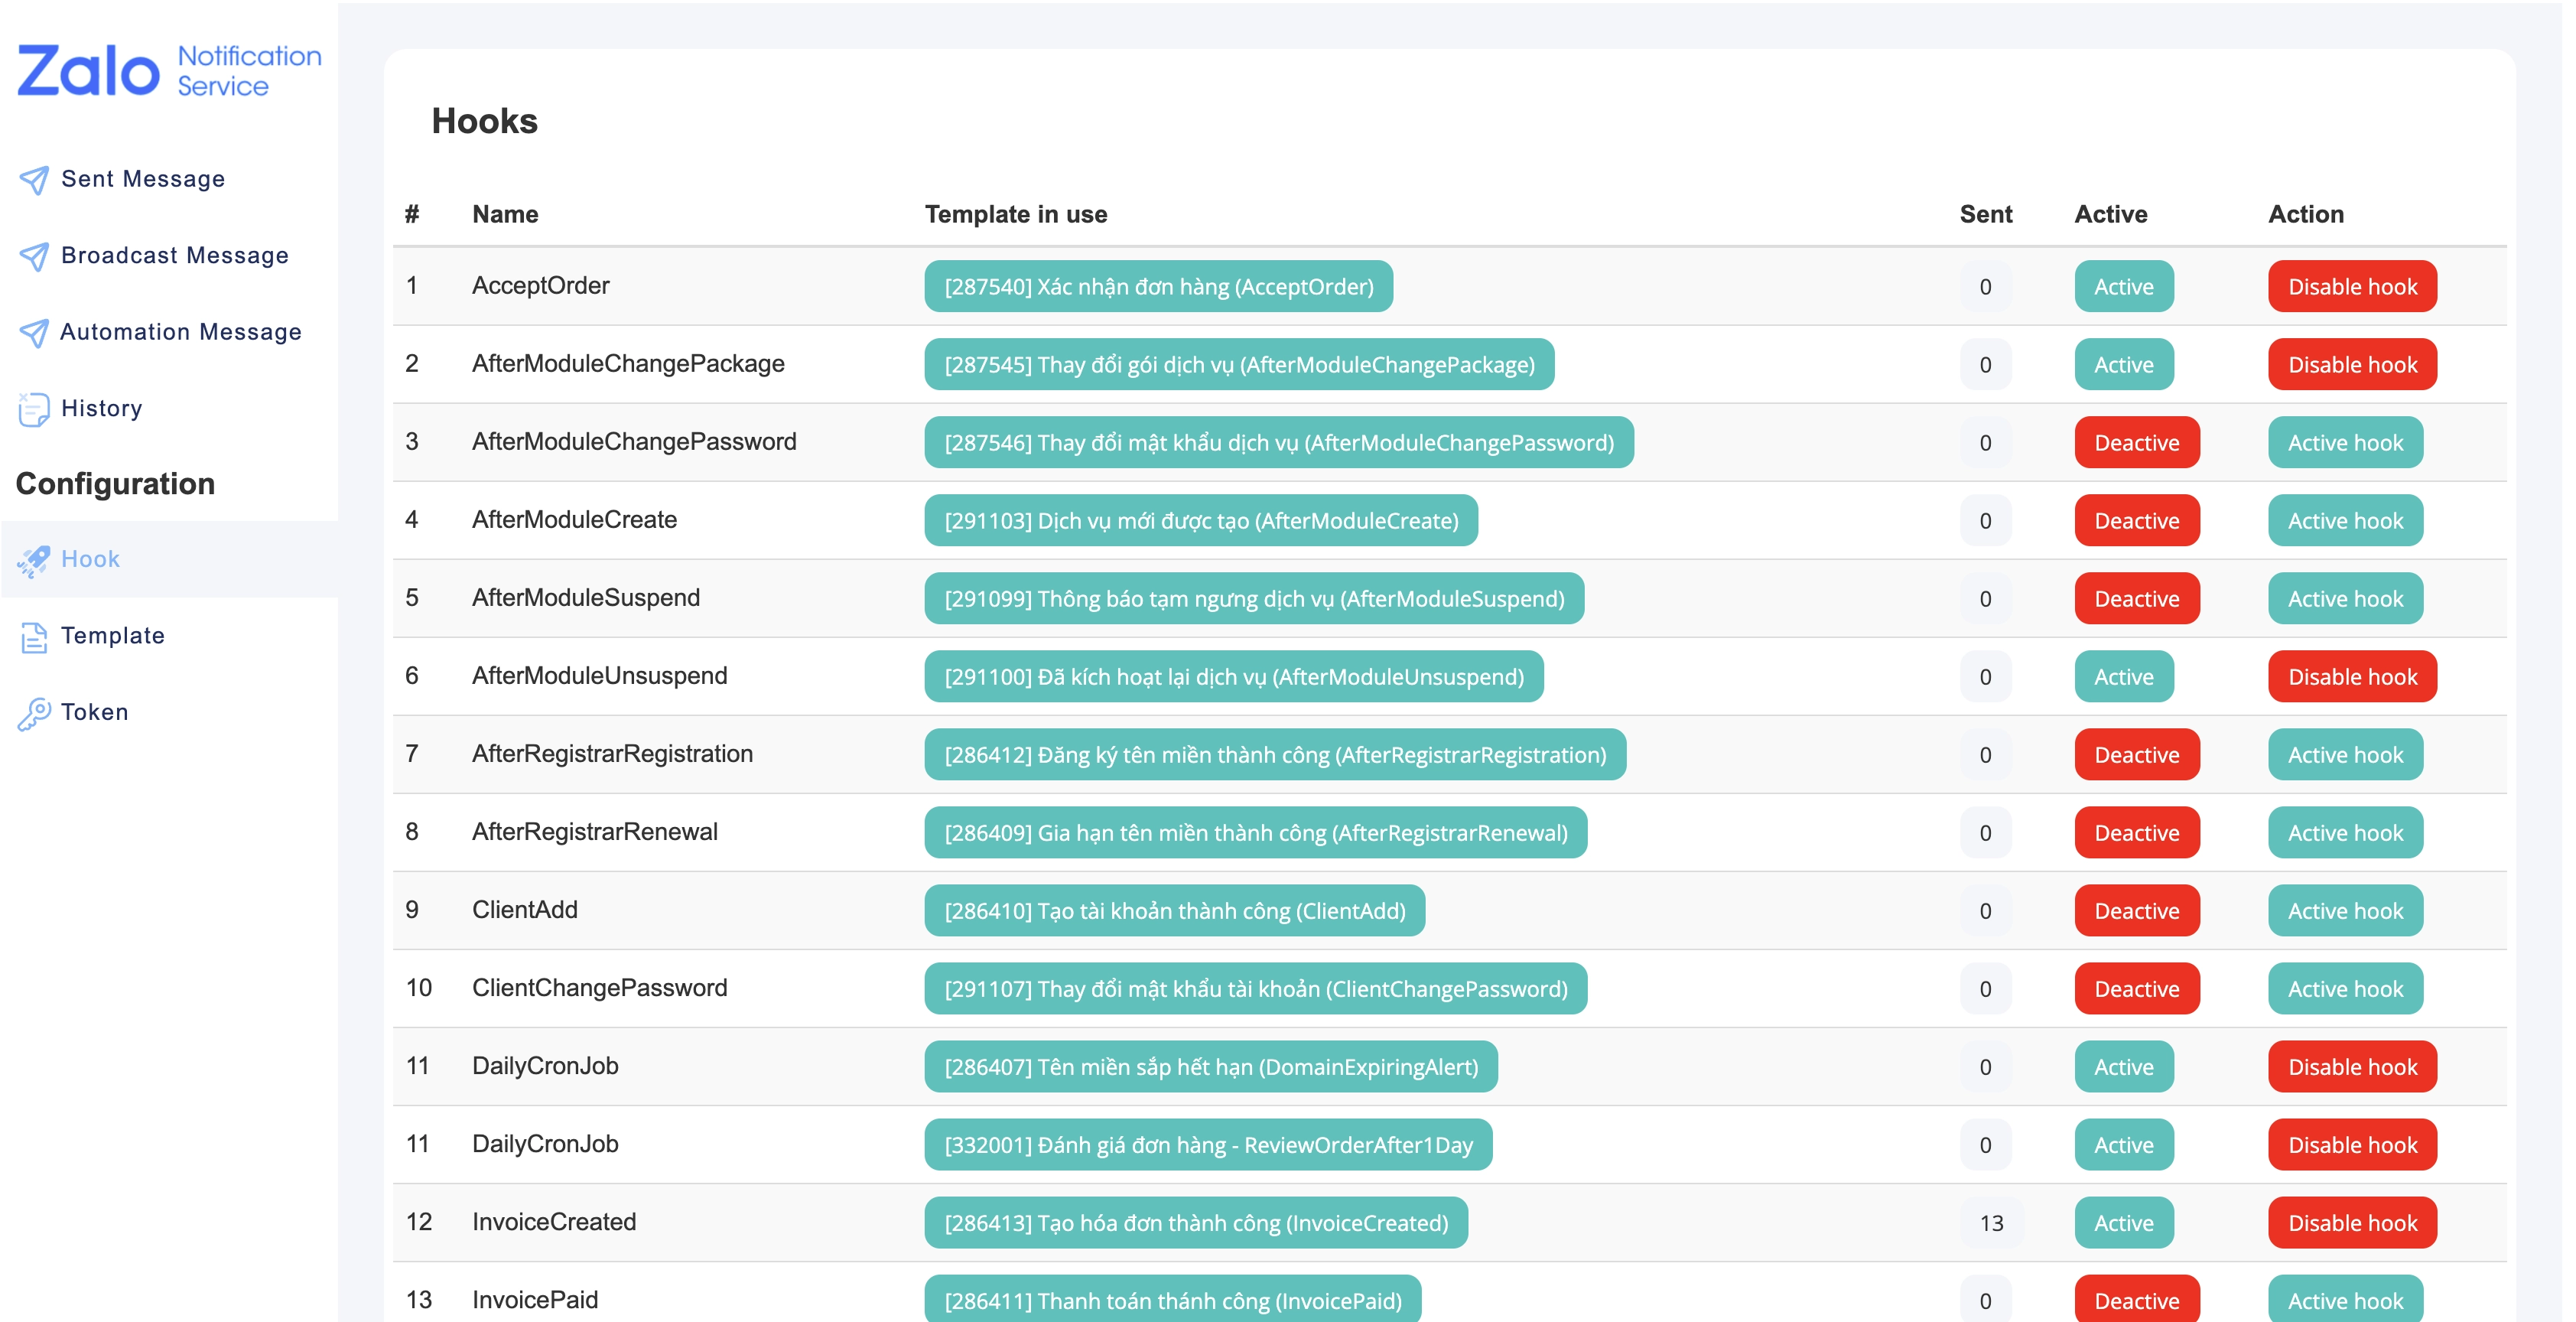 Zalo Notification Service
Sent Message
Broadcast Message
Automation Message
History
Configuration
Hook
Template
Token
Hooks
# Name Template in use Sent Active Action
1 AcceptOrder [287540] Xác nhận đơn hàng (AcceptOrder) 0 Active Disable hook
2 AfterModuleChangePackage [287545] Thay đổi gói dịch vụ (AfterModuleChangePackage) 0 Active Disable hook
3 AfterModuleChangePassword [287546] Thay đổi mật khẩu dịch vụ (AfterModuleChangePassword) 0 Deactive Active hook
4 AfterModuleCreate [291103] Dịch vụ mới được tạo (AfterModuleCreate) 0 Deactive Active hook
5 AfterModuleSuspend [291099] Thông báo tạm ngưng dịch vụ (AfterModuleSuspend) 0 Deactive Active hook
6 AfterModuleUnsuspend [291100] Đã kích hoạt lại dịch vụ (AfterModuleUnsuspend) 0 Active Disable hook
7 AfterRegistrarRegistration [286412] Đăng ký tên miền thành công (AfterRegistrarRegistration) 0 Deactive Active hook
8 AfterRegistrarRenewal [286409] Gia hạn tên miền thành công (AfterRegistrarRenewal) 0 Deactive Active hook
9 ClientAdd [286410] Tạo tài khoản thành công (ClientAdd) 0 Deactive Active hook
10 ClientChangePassword [291107] Thay đổi mật khẩu tài khoản (ClientChangePassword) 0 Deactive Active hook
11 DailyCronJob [286407] Tên miền sắp hết hạn (DomainExpiringAlert) 0 Active Disable hook
11 DailyCronJob [332001] Đánh giá đơn hàng - ReviewOrderAfter1Day 0 Active Disable hook
12 InvoiceCreated [286413] Tạo hóa đơn thành công (InvoiceCreated) 13 Active Disable hook
13 InvoicePaid [286411] Thanh toán thánh công (InvoicePaid) 0 Deactive Active hook